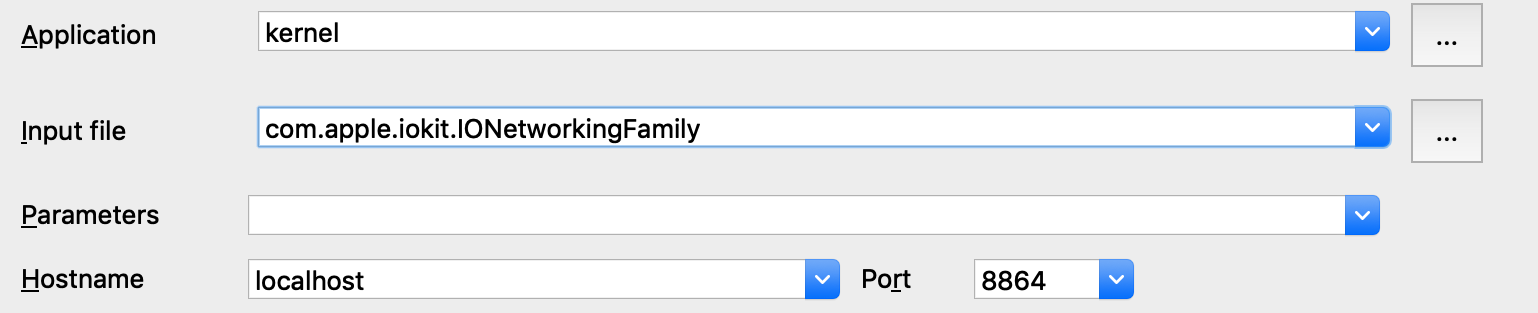 Application kernel ...
Input file com.apple.iokit.IONetworkingFamily ...
Parameters
Hostname localhost Port 8864